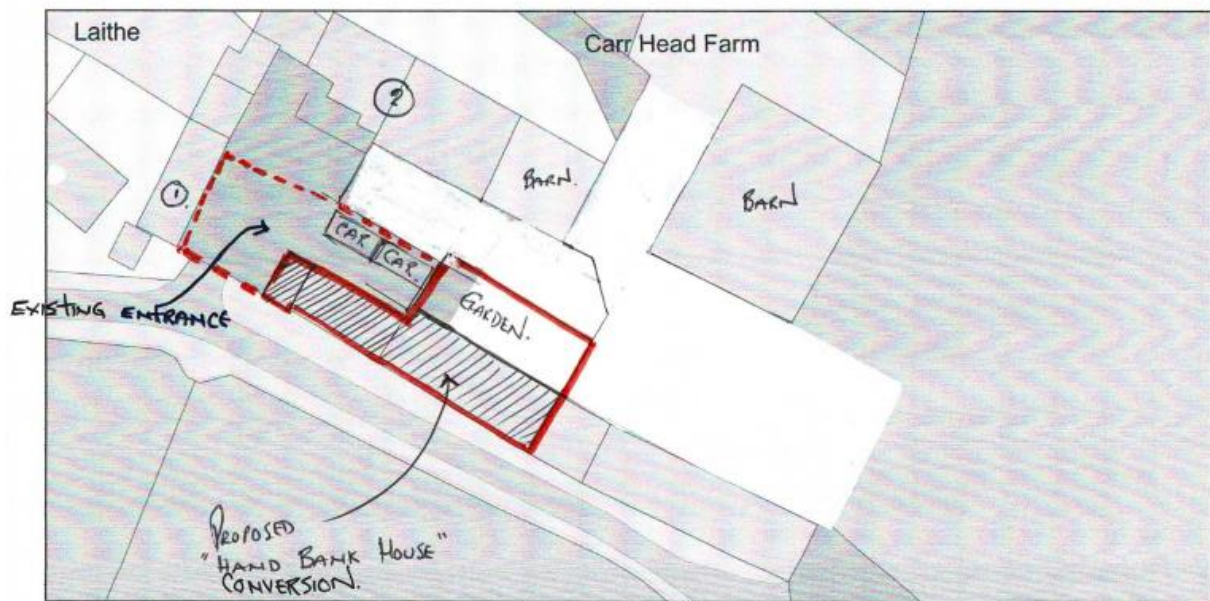 Laithe
Carr Head Farm
②
BARN.
BARN
①.
CAR
CAR.
GARDEN.
EXISTING ENTRANCE
PROPOSED
"HAND BANK HOUSE"
CONVERSION.